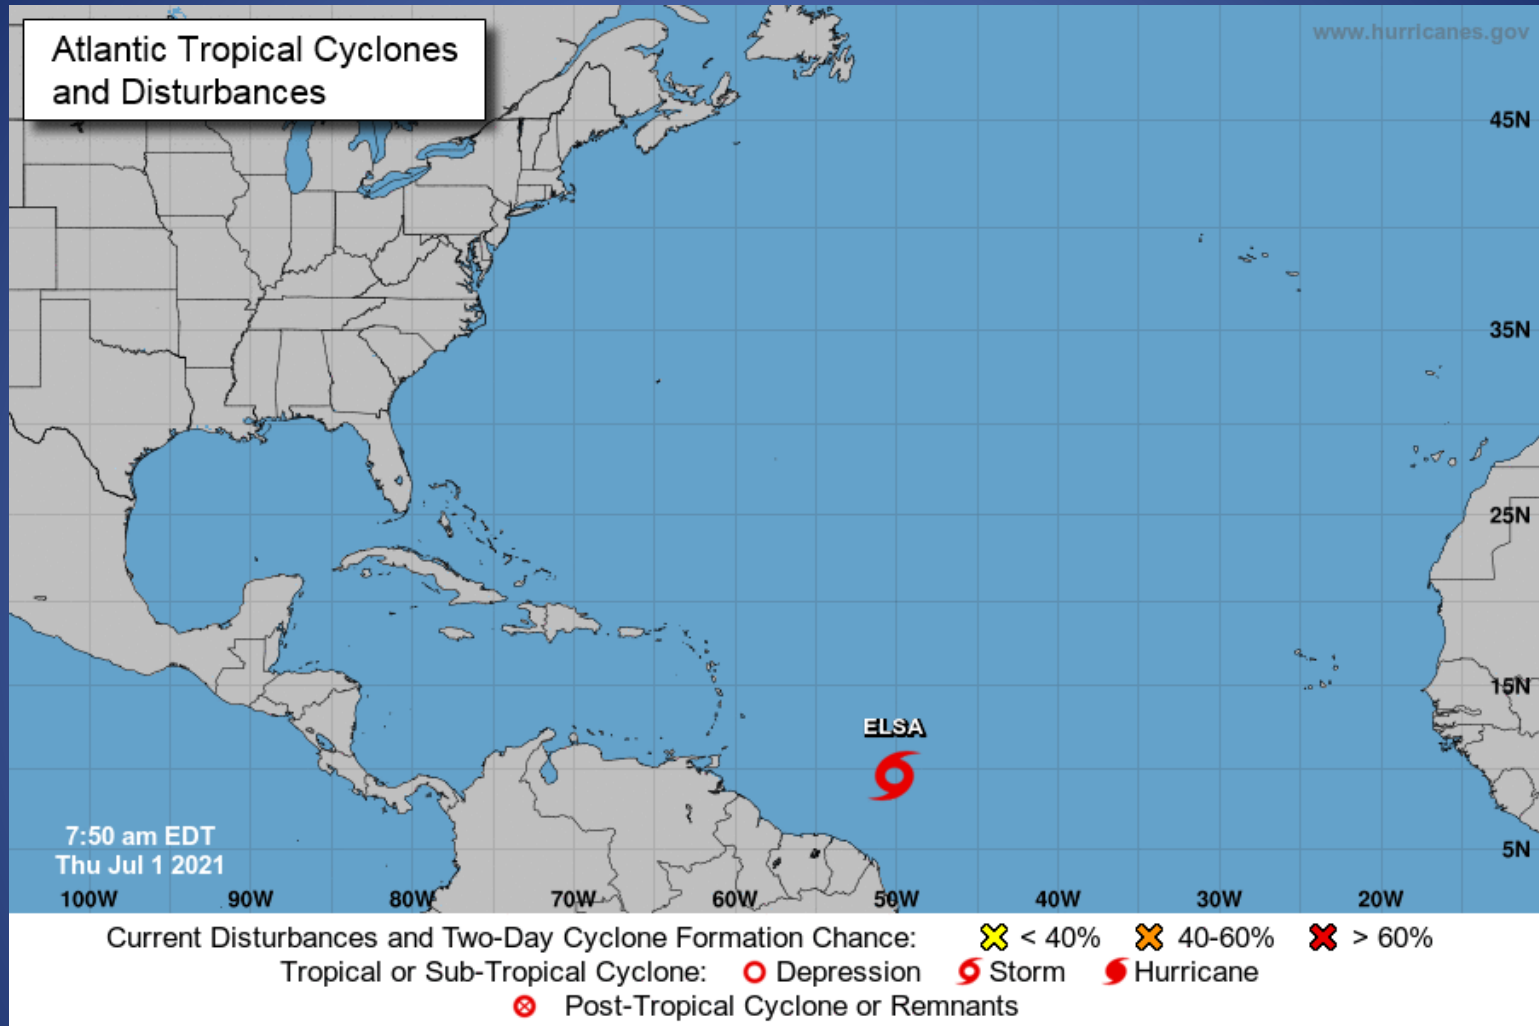 Atlantic Tropical Cyclones
and Disturbances
www.hurricanes.gov
45N
35N
25N
15N
ELSA
7:50 am EDT
Thu Jul 1 2021
5N
100W 90W 80W 70W 60W 50W 40W 30W 20W
Current Disturbances and Two-Day Cyclone Formation Chance: < 40% 40-60% > 60%
Tropical or Sub-Tropical Cyclone: Depression Storm Hurricane
Post-Tropical Cyclone or Remnants